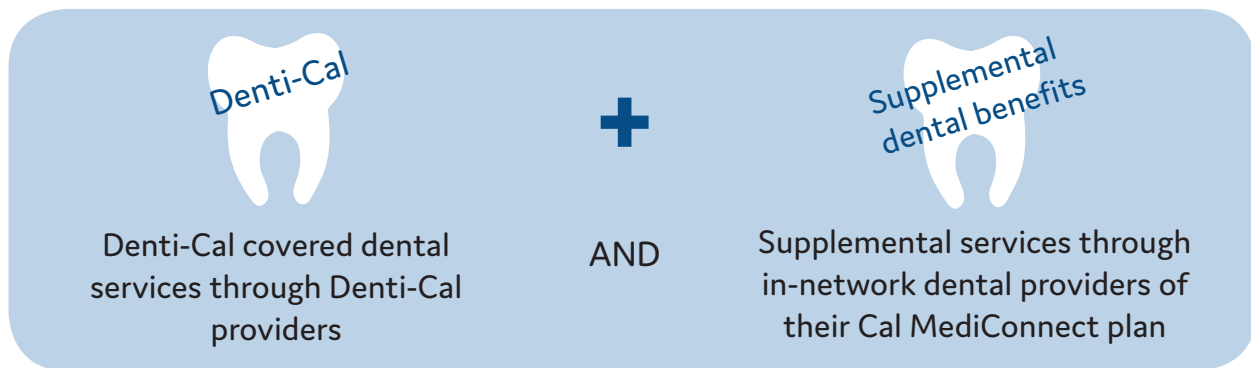 Denti-Cal
Denti-Cal covered dental
services through Denti-Cal
providers
+
AND
Supplemental
dental benefits
Supplemental services through
in-network dental providers of
their Cal MediConnect plan